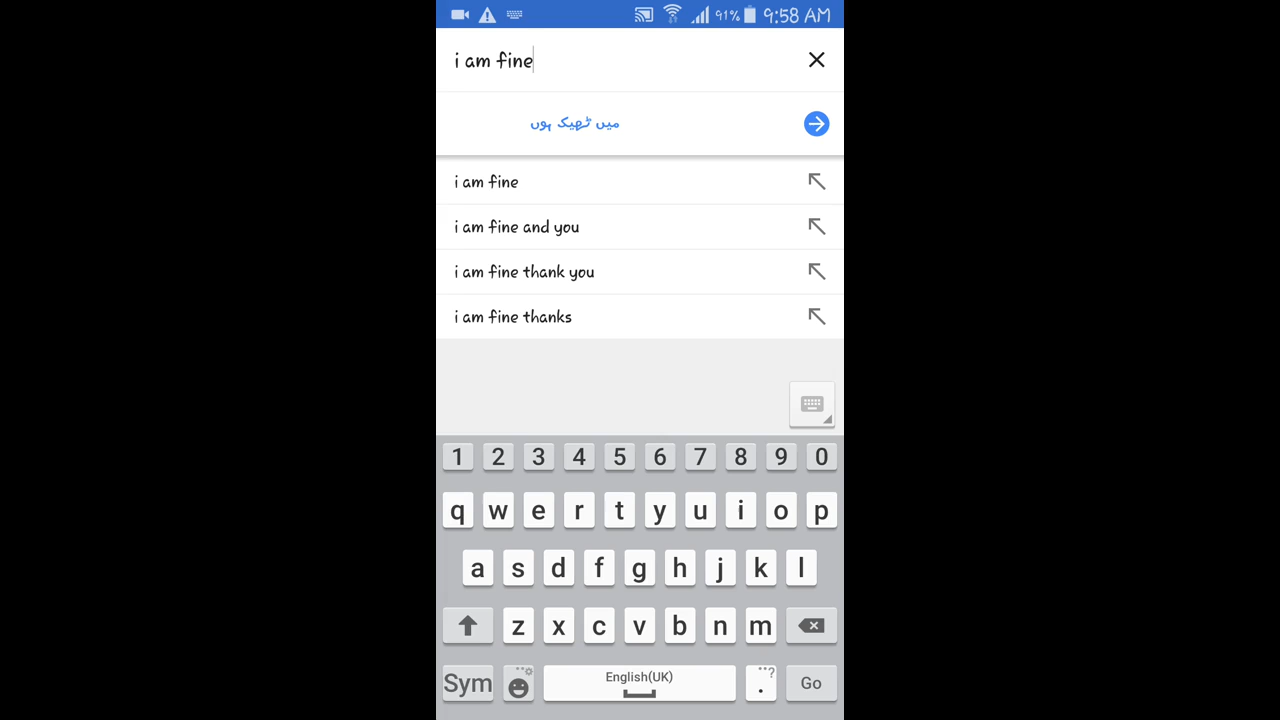 91% 9:58 AM
i am fine
میں ٹھیک ہوں
i am fine
i am fine and you
i am fine thank you
i am fine thanks
1 2 3 4 5 6 7 8 9 0
q w e r t y u i o p
a s d f g h j k l
z x c v b n m
Sym English(UK) . ? Go